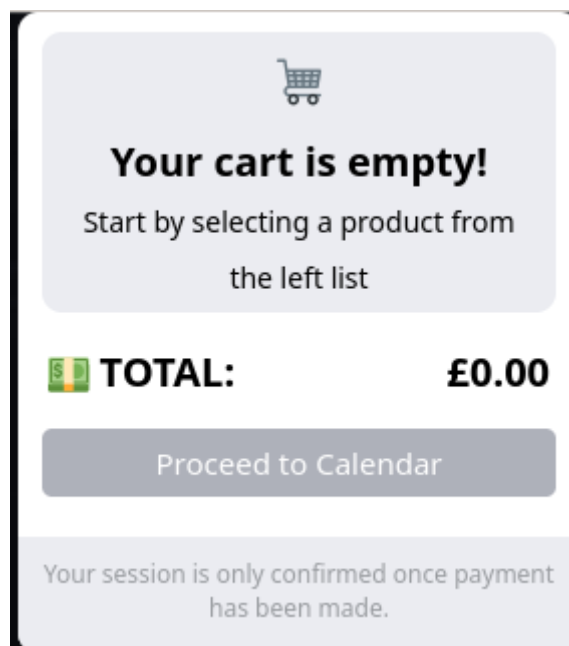 Your cart is empty!
Start by selecting a product from
the left list
TOTAL: £0.00
Proceed to Calendar
Your session is only confirmed once payment
has been made.